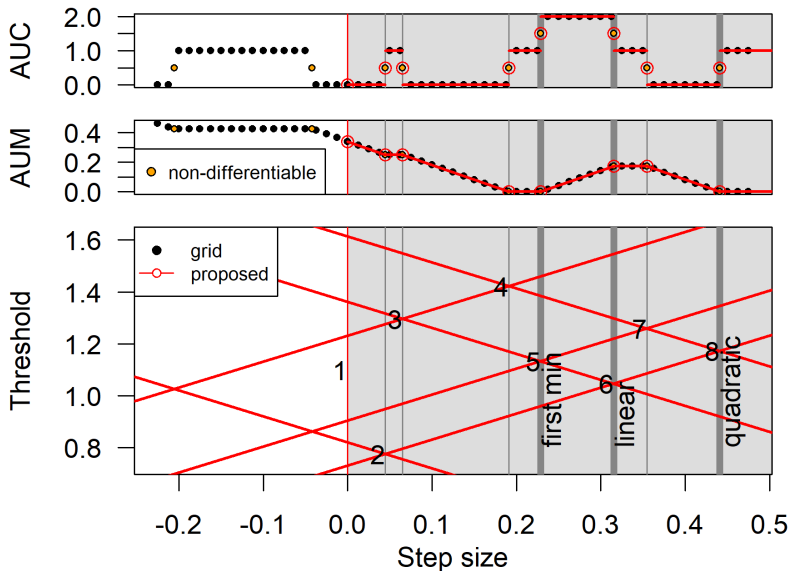 AUC
2.0
1.0
0.0
AUM
0.4
0.2
0.0
non-differentiable
Threshold
1.6
1.4
1.2
1.0
0.8
grid
proposed
1
2
3
4
5
6
7
8
first min
linear
quadratic
-0.2 -0.1 0.0 0.1 0.2 0.3 0.4 0.5
Step size